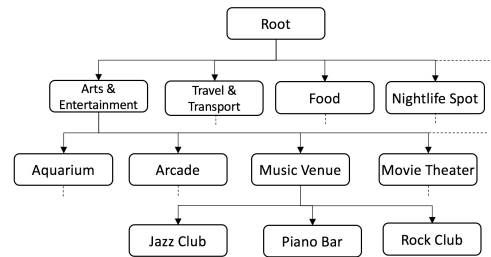 Root
Arts &
Entertainment
Travel &
Transport
Food
Nightlife Spot
Aquarium
Arcade
Music Venue
Movie Theater
Jazz Club
Piano Bar
Rock Club